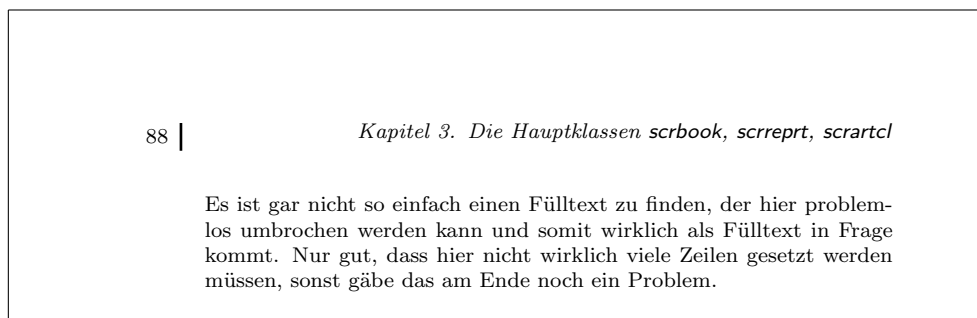 88 Kapitel 3. Die Hauptklassen scrbook, scrreprt, scrartcl
Es ist gar nicht so einfach einen Fülltext zu finden, der hier problem-
los umbrochen werden kann und somit wirklich als Fülltext in Frage
kommt. Nur gut, dass hier nicht wirklich viele Zeilen gesetzt werden
müssen, sonst gäbe das am Ende noch ein Problem.